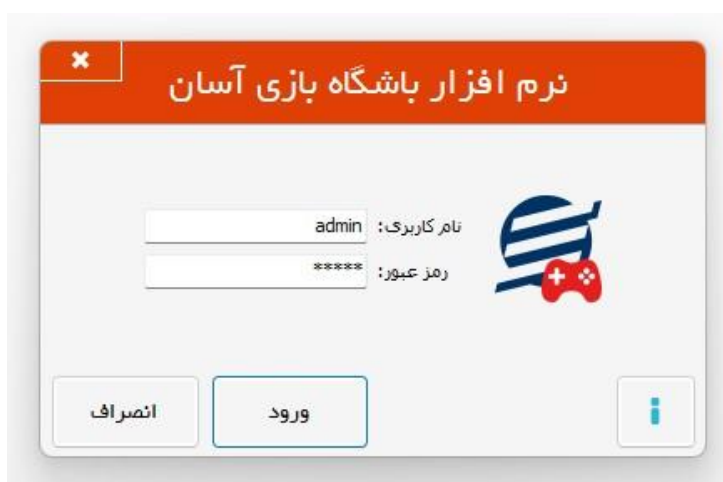 نرم افزار باشگاه بازی آسان
نام کاربری: admin
رمز عبور: *****
ورود
انصراف